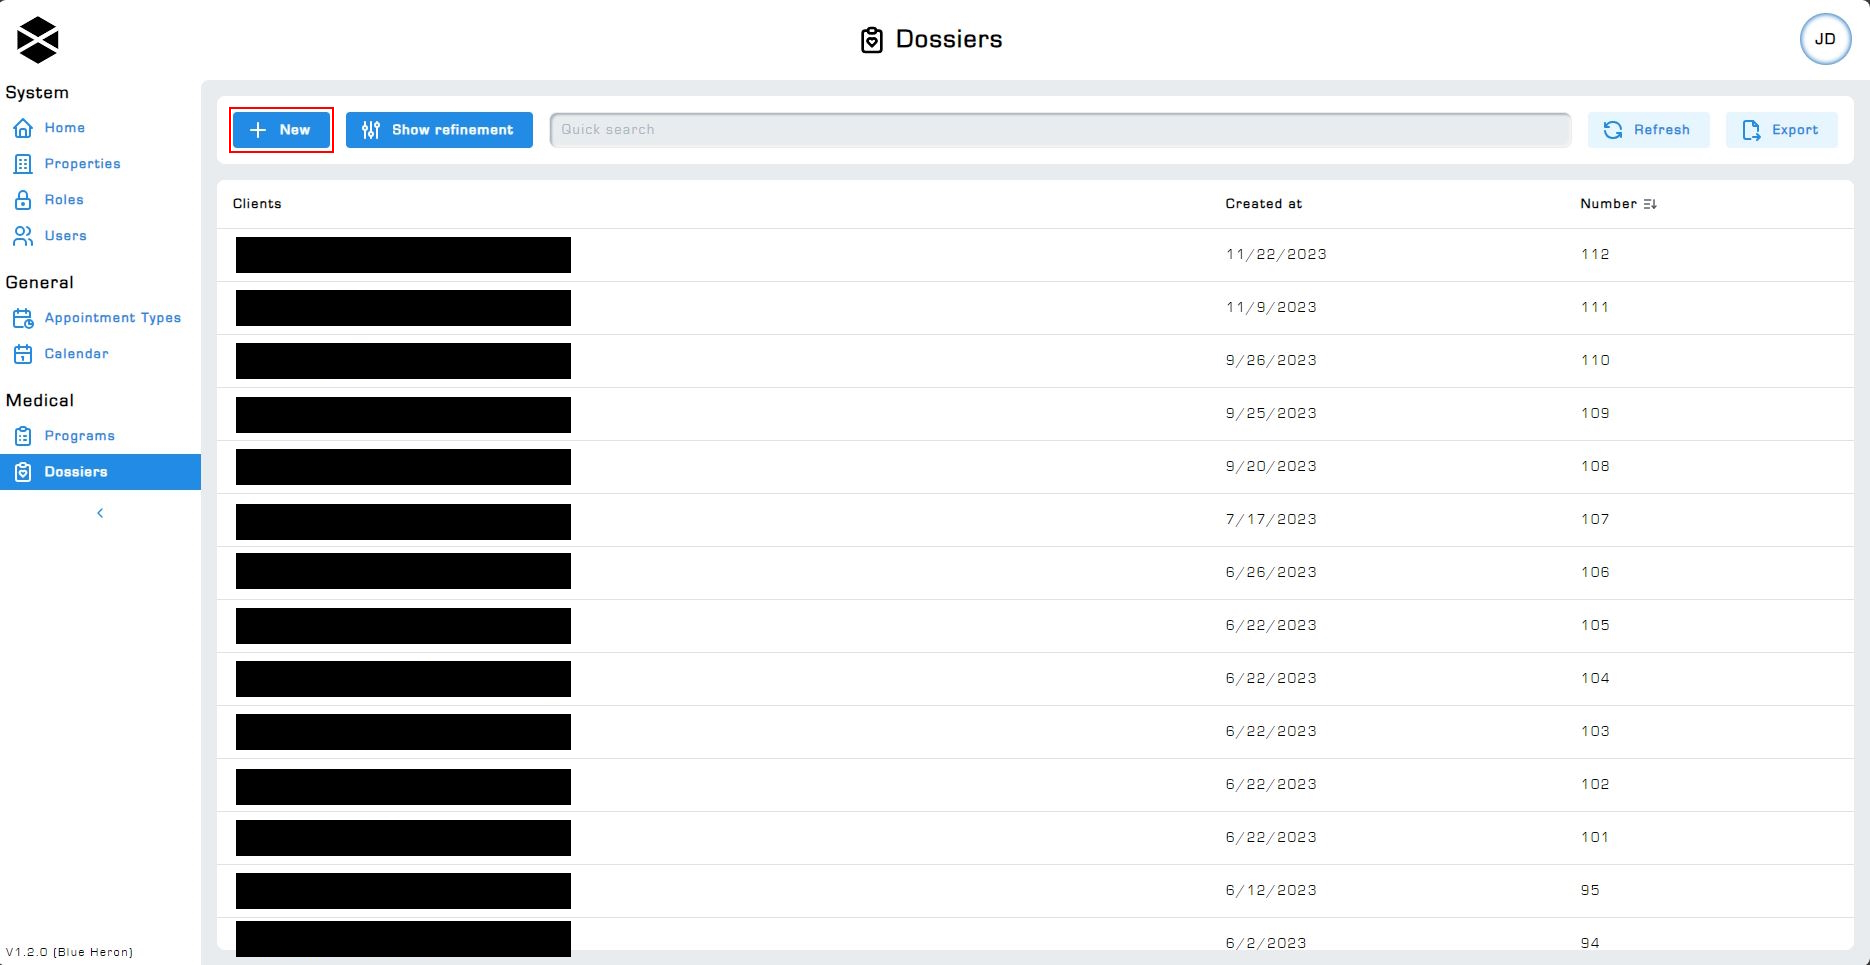 Dossiers
JD
System
Home
Properties
Roles
Users
General
Appointment Types
Calendar
Medical
Programs
Dossiers
V1.2.0 (Blue Heron)
New
Show refinement
Quick search
Refresh
Export
Clients Created at Number
11/22/2023 112
11/9/2023 111
9/26/2023 110
9/25/2023 109
9/20/2023 108
7/17/2023 107
6/26/2023 106
6/22/2023 105
6/22/2023 104
6/22/2023 103
6/22/2023 102
6/22/2023 101
6/12/2023 95
6/2/2023 94